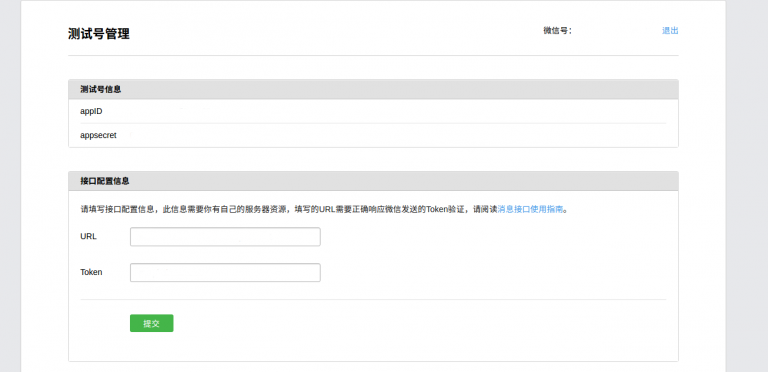 测试号管理 微信号： 退出
测试号信息
appID
appsecret
接口配置信息
请填写接口配置信息，此信息需要你有自己的服务器资源，填写的URL需要正确响应微信发送的Token验证，请阅读消息接口使用指南。
URL
Token
提交